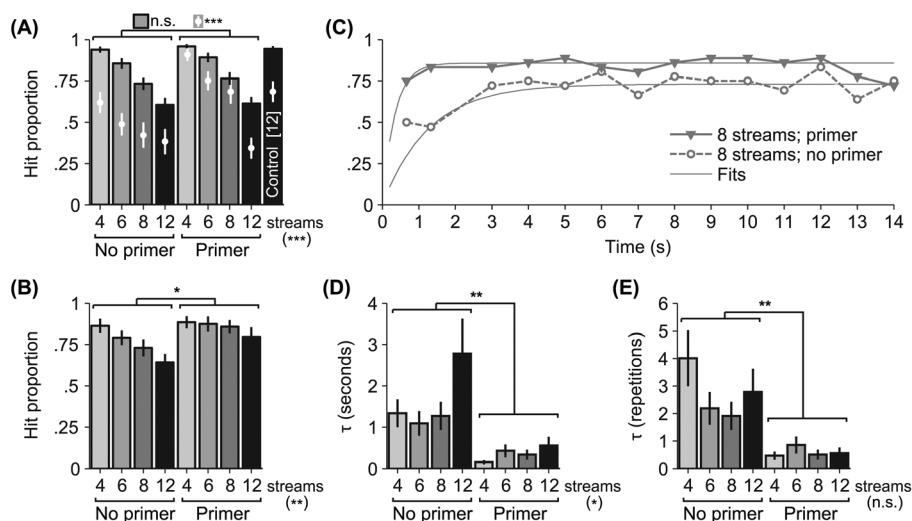 (A)
n.s.
***
Hit proportion
1
.75
.5
.25
0
Control [12]
4 6 8 12 4 6 8 12 streams
(***)
No primer Primer
(C)
1
.75
.5
.25
0
8 streams; primer
8 streams; no primer
Fits
0 1 2 3 4 5 6 7 8 9 10 11 12 13 14
Time (s)
(B)
*
Hit proportion
1
.75
.5
.25
0
4 6 8 12 4 6 8 12 streams
(**)
No primer Primer
(D)
**
τ (seconds)
4
3
2
1
0
4 6 8 12 4 6 8 12 streams
(*)
No primer Primer
(E)
**
τ (repetitions)
6
5
4
3
2
1
0
4 6 8 12 4 6 8 12 streams
(n.s.)
No primer Primer